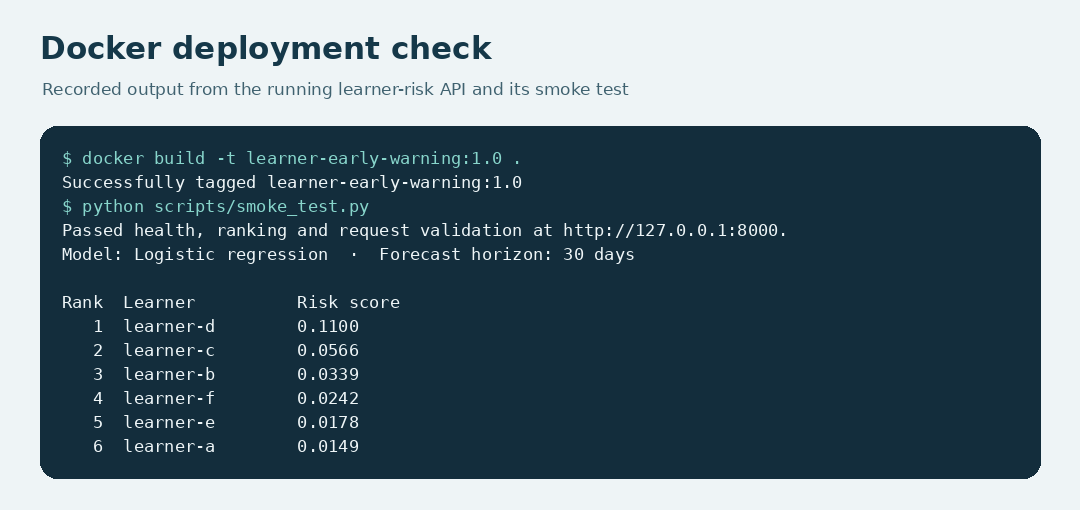 Docker deployment check
Recorded output from the running learner-risk API and its smoke test
$ docker build -t learner-early-warning:1.0 .
Successfully tagged learner-early-warning:1.0
$ python scripts/smoke_test.py
Passed health, ranking and request validation at http://127.0.0.1:8000.
Model: Logistic regression  ·  Forecast horizon: 30 days
Rank  Learner          Risk score
1  learner-d        0.1100
2  learner-c        0.0566
3  learner-b        0.0339
4  learner-f        0.0242
5  learner-e        0.0178
6  learner-a        0.0149